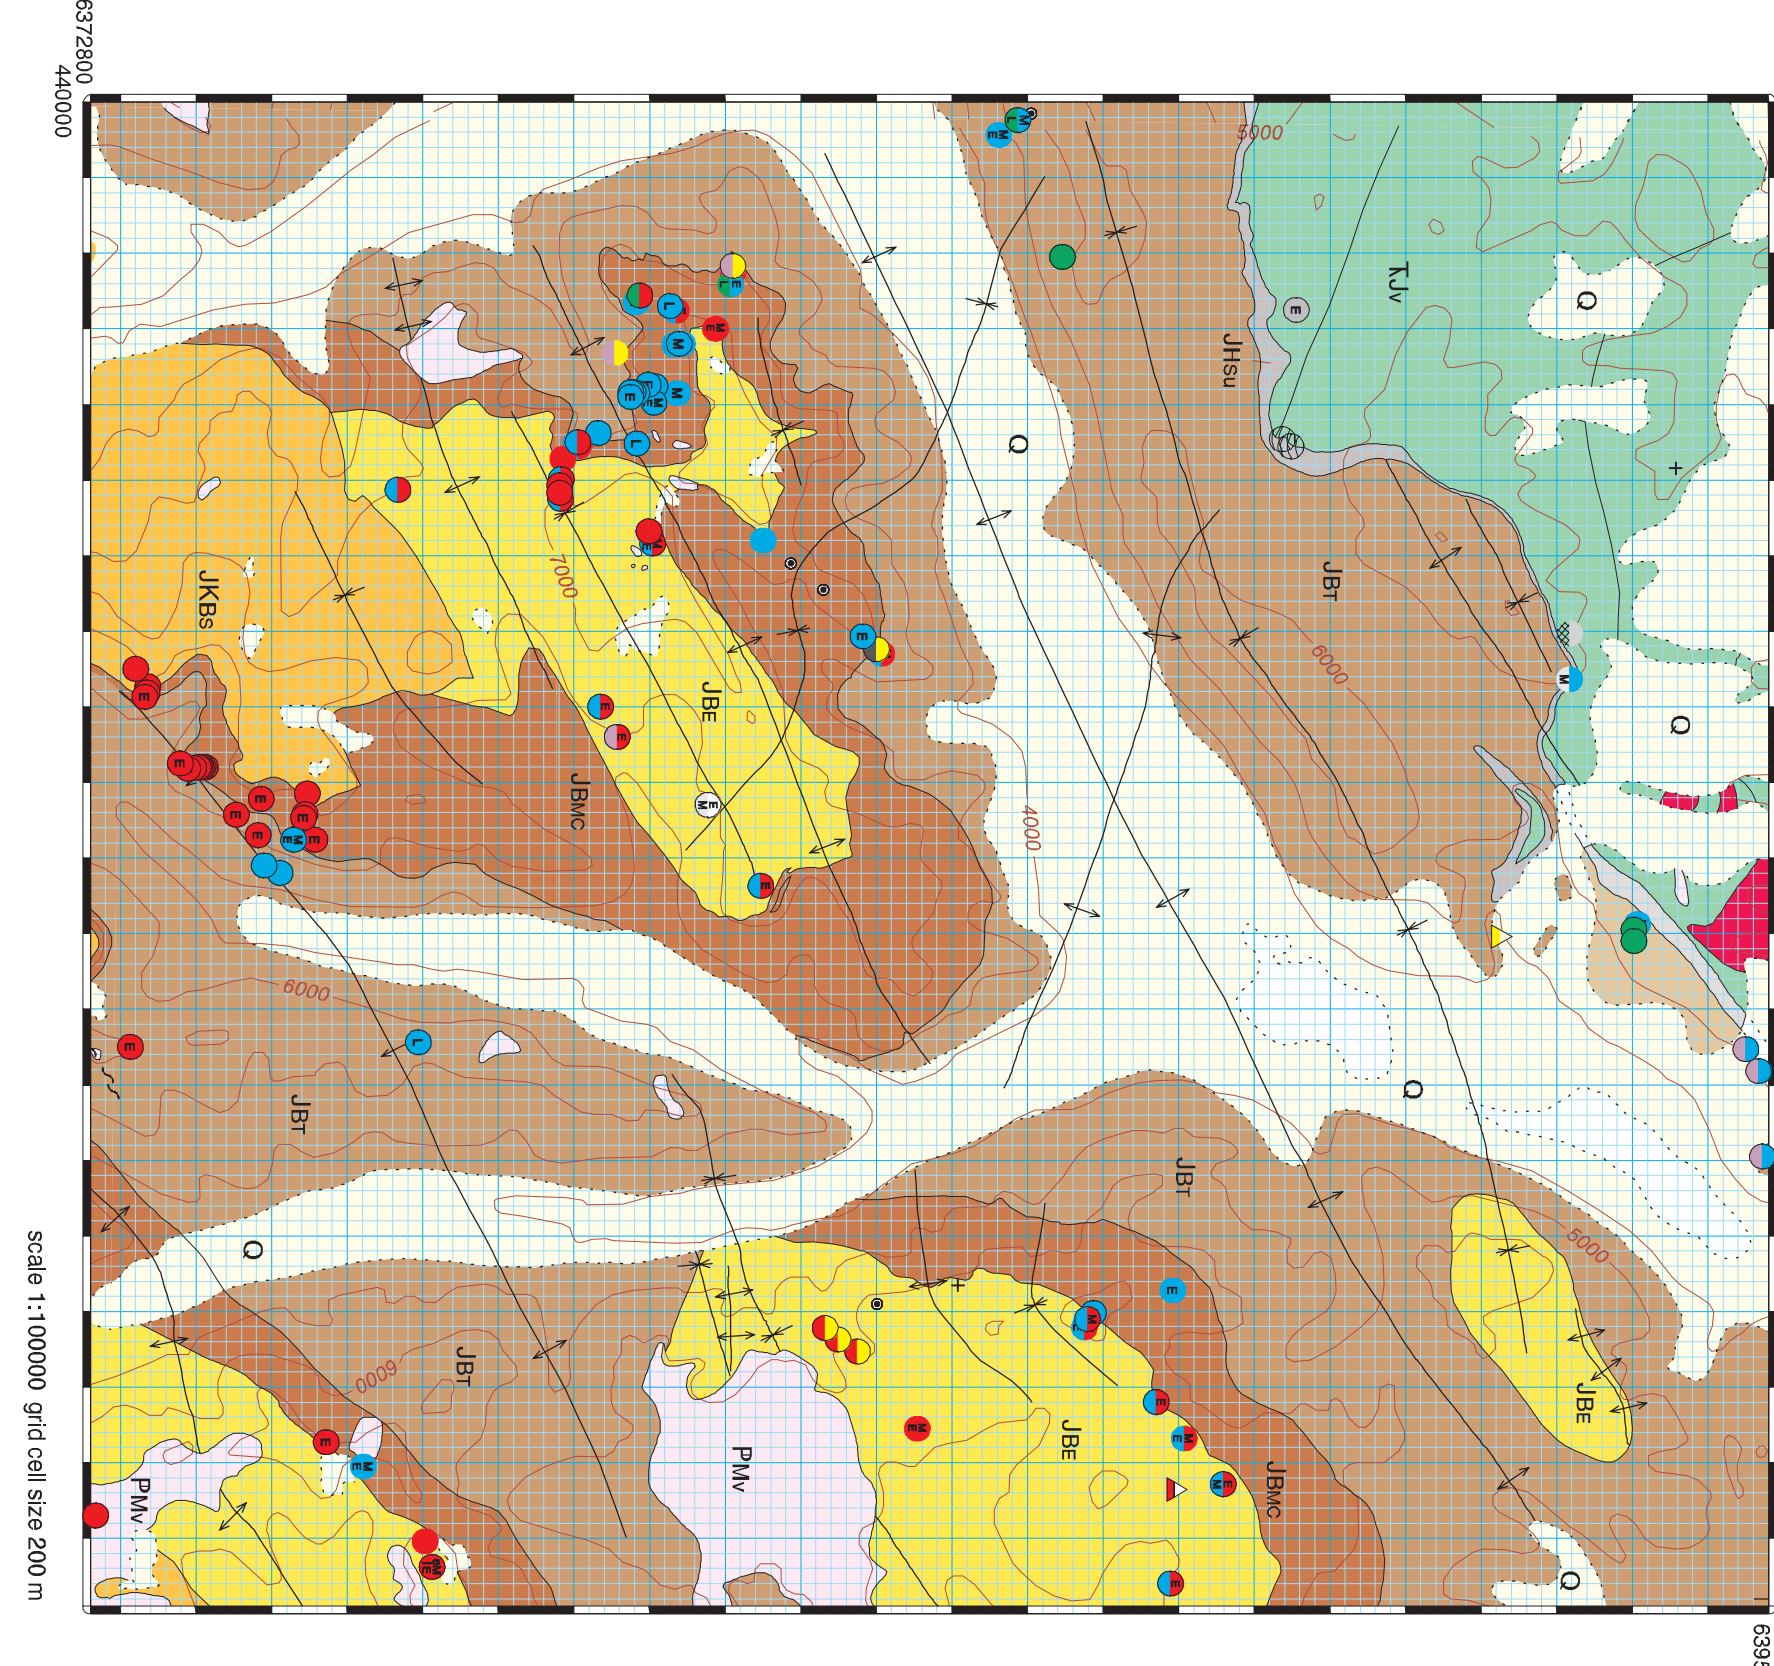 6372800
440000
5000
Q
TJv
E
JHSU
Q
Q
JBT
6000
7000
JKBS
JBE
JBMC
4000
6000
JBT
Q
JBT
Q
5000
JBE
Q
JBT
6000
PMv
PMv
JBE
JBMC
Q
M
E
L
scale 1:100000 grid cell size 200 m